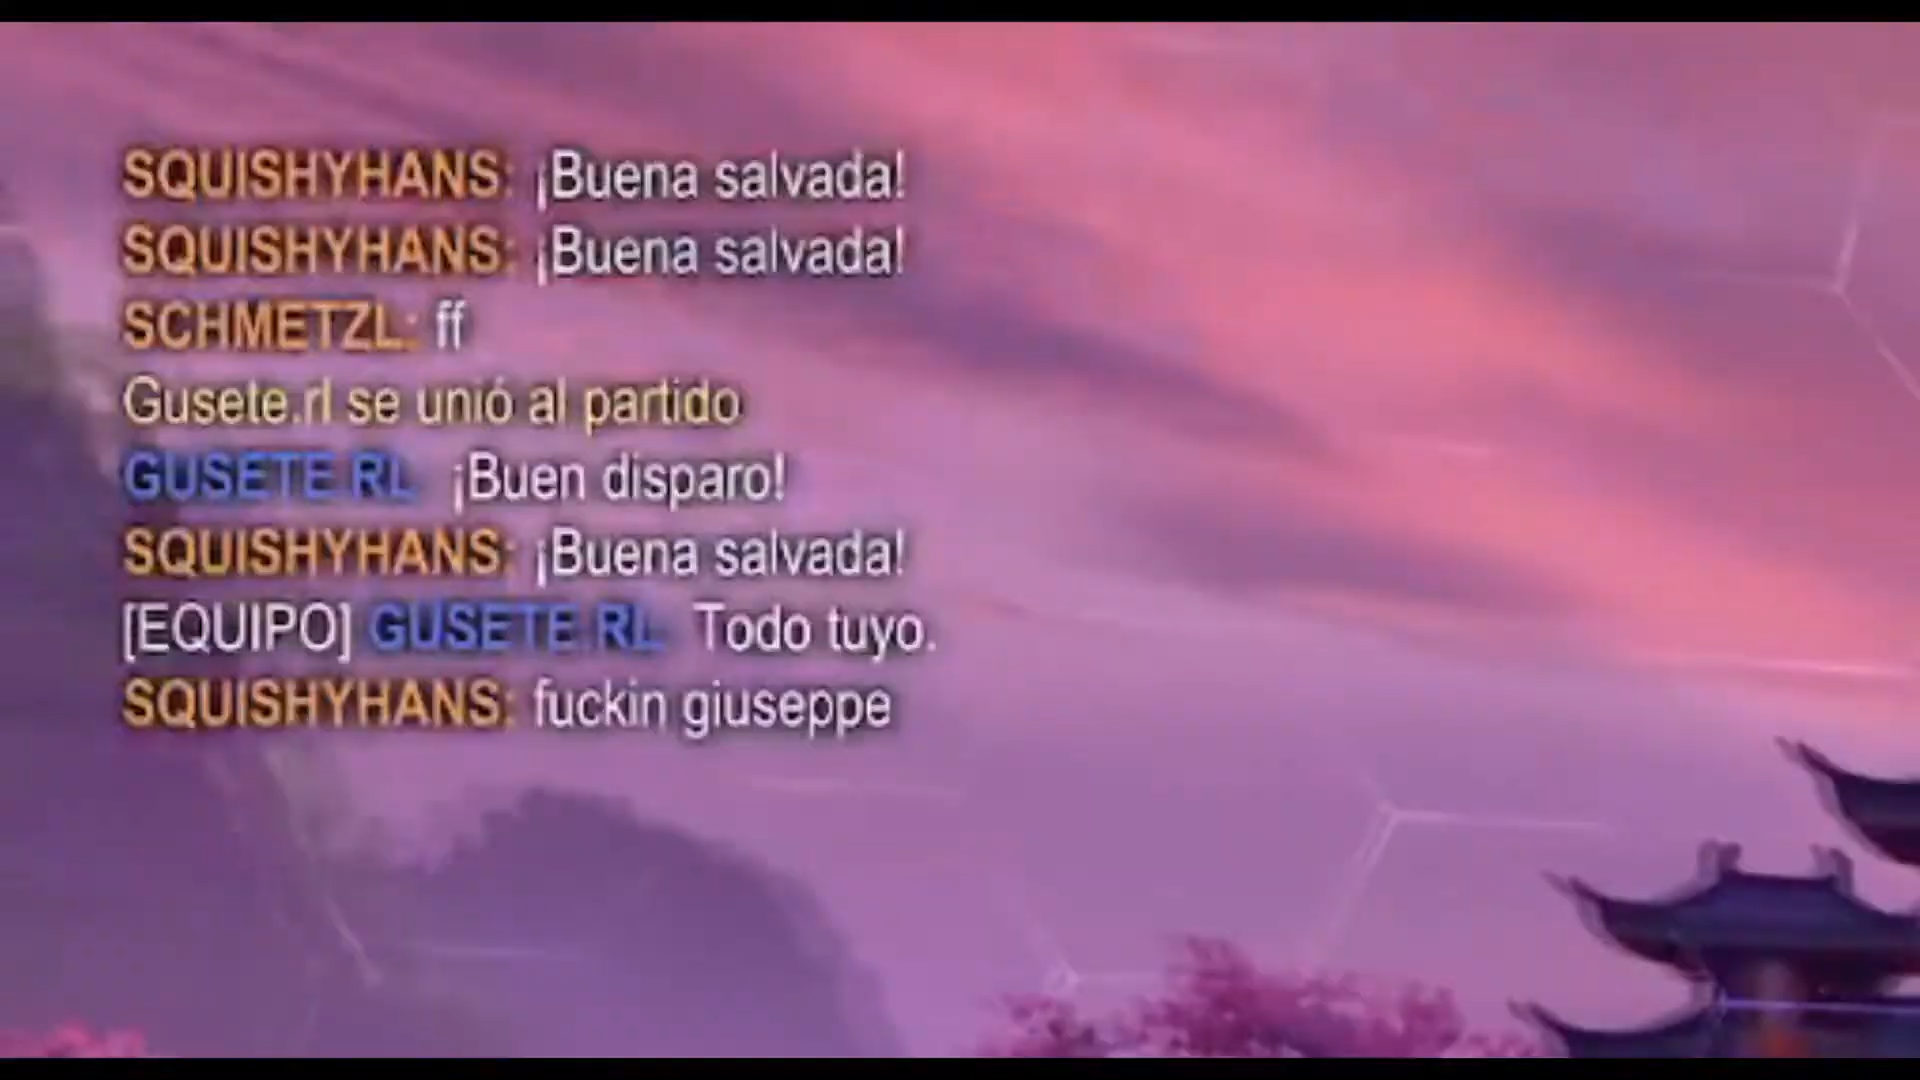 SQUISHYHANS: ¡Buena salvada!
SQUISHYHANS: ¡Buena salvada!
SCHMETZL: ff
Gusete.rl se unió al partido
GUSETE.RL ¡Buen disparo!
SQUISHYHANS: ¡Buena salvada!
[EQUIPO] GUSETE.RL Todo tuyo.
SQUISHYHANS: fuckin giuseppe